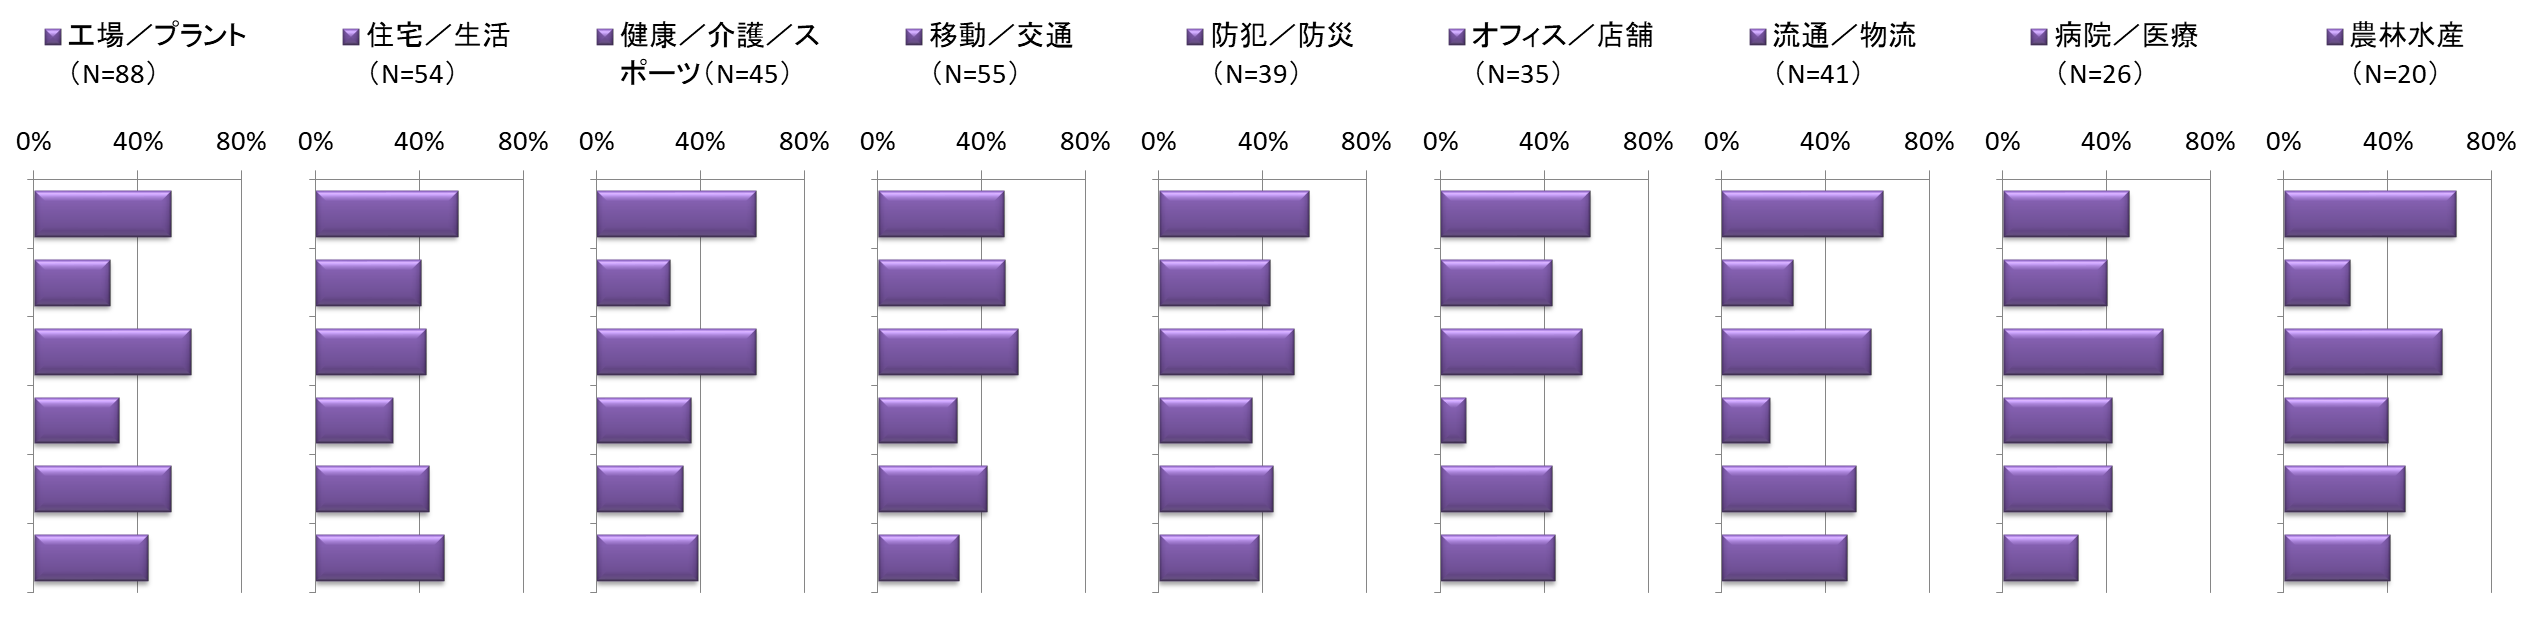 工場／プラント
（N=88）
住宅／生活
（N=54）
健康／介護／ス
ポーツ（N=45）
移動／交通
（N=55）
防犯／防災
（N=39）
オフィス／店舗
（N=35）
流通／物流
（N=41）
病院／医療
（N=26）
農林水産
（N=20）
0% 40% 80%
0% 40% 80%
0% 40% 80%
0% 40% 80%
0% 40% 80%
0% 40% 80%
0% 40% 80%
0% 40% 80%
0% 40% 80%